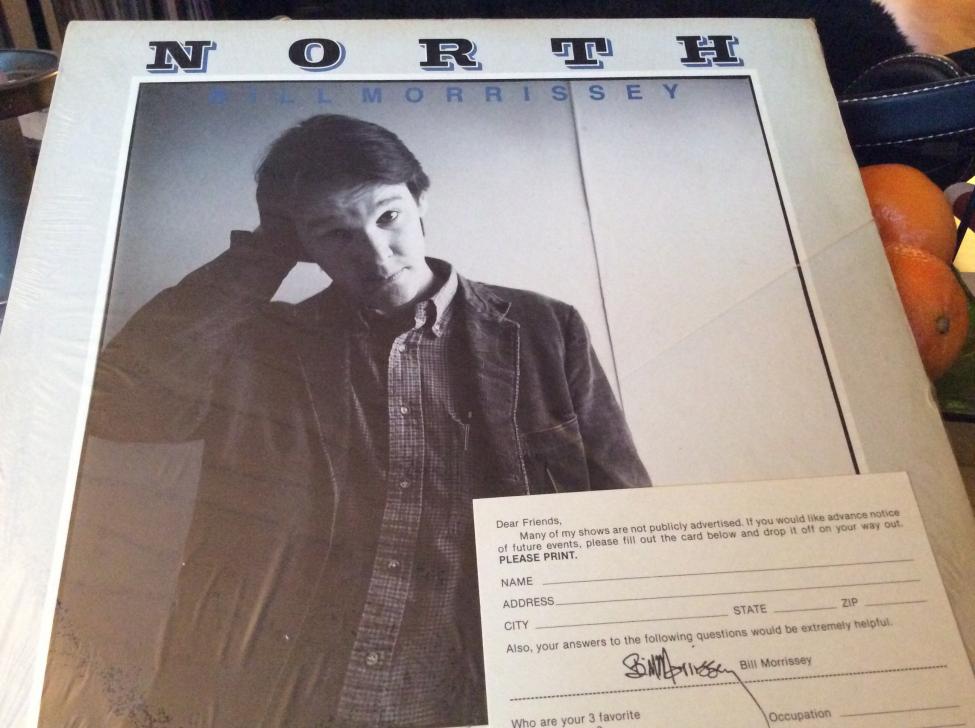 NORTH
BILL MORRISSEY
Dear Friends,
Many of my shows are not publicly advertised. If you would like advance notice
of future events, please fill out the card below and drop it off on your way out.
PLEASE PRINT.
NAME
ADDRESS
CITY STATE ZIP
Also, your answers to the following questions would be extremely helpful.
Bill Morrissey Bill Morrissey
Who are your 3 favorite Occupation